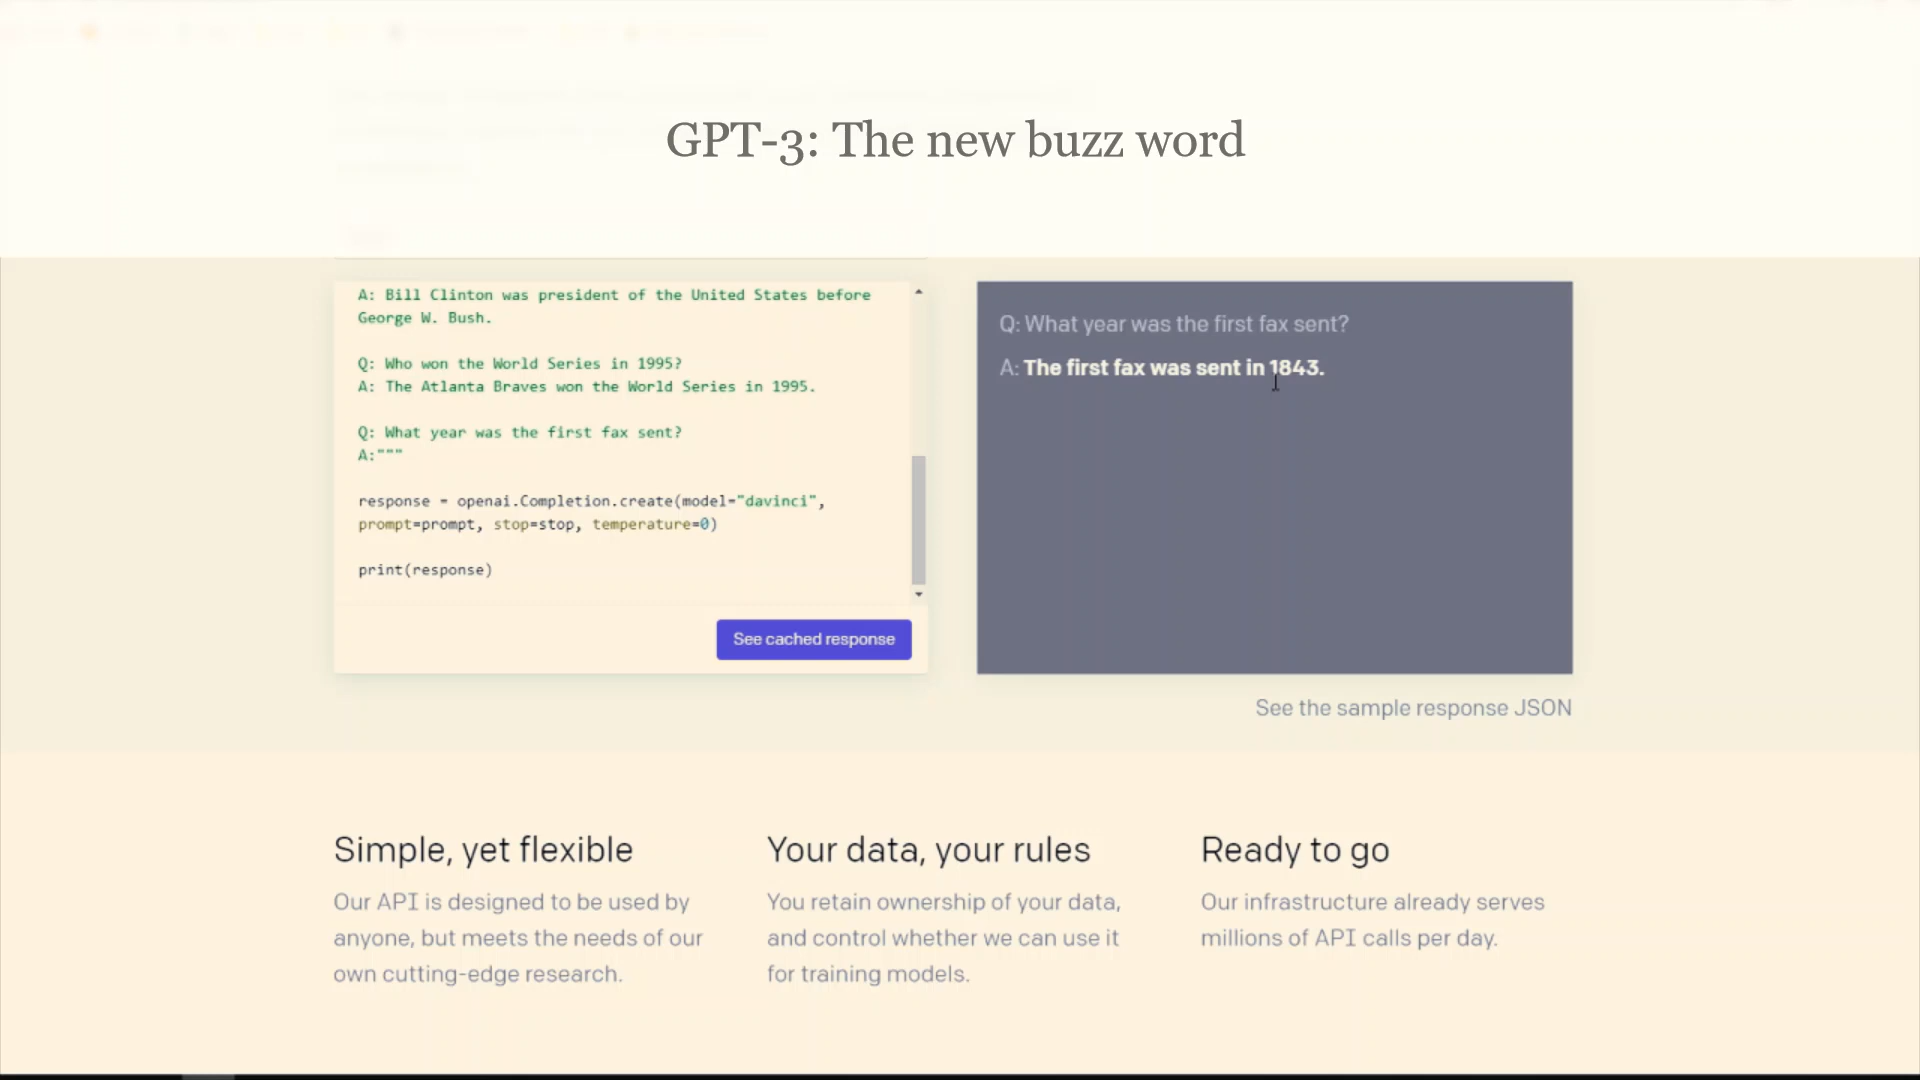 GPT-3: The new buzz word
A: Bill Clinton was president of the United States before
George W. Bush.
Q: Who won the World Series in 1995?
A: The Atlanta Braves won the World Series in 1995.
Q: What year was the first fax sent?
A:"""
response = openai.Completion.create(model="davinci",
prompt=prompt, stop=stop, temperature=0)
print(response)
See cached response
Q: What year was the first fax sent?
A: The first fax was sent in 1843.
See the sample response JSON
Simple, yet flexible
Our API is designed to be used by
anyone, but meets the needs of our
own cutting-edge research.
Your data, your rules
You retain ownership of your data,
and control whether we can use it
for training models.
Ready to go
Our infrastructure already serves
millions of API calls per day.